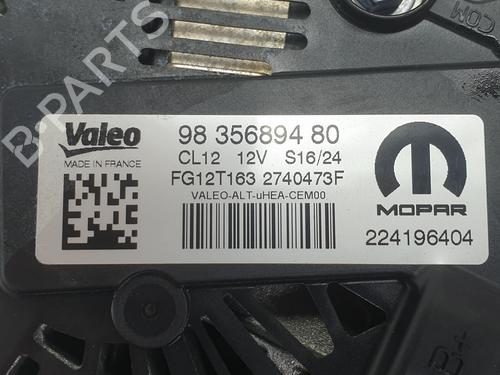 B-PARTS
COM
Valeo
MADE IN FRANCE
98 356894 80
CL12 12V S16/24
FG12T163 2740473F
VALEO-ALT-uHEA-CEM00
MOPAR
224196404
B